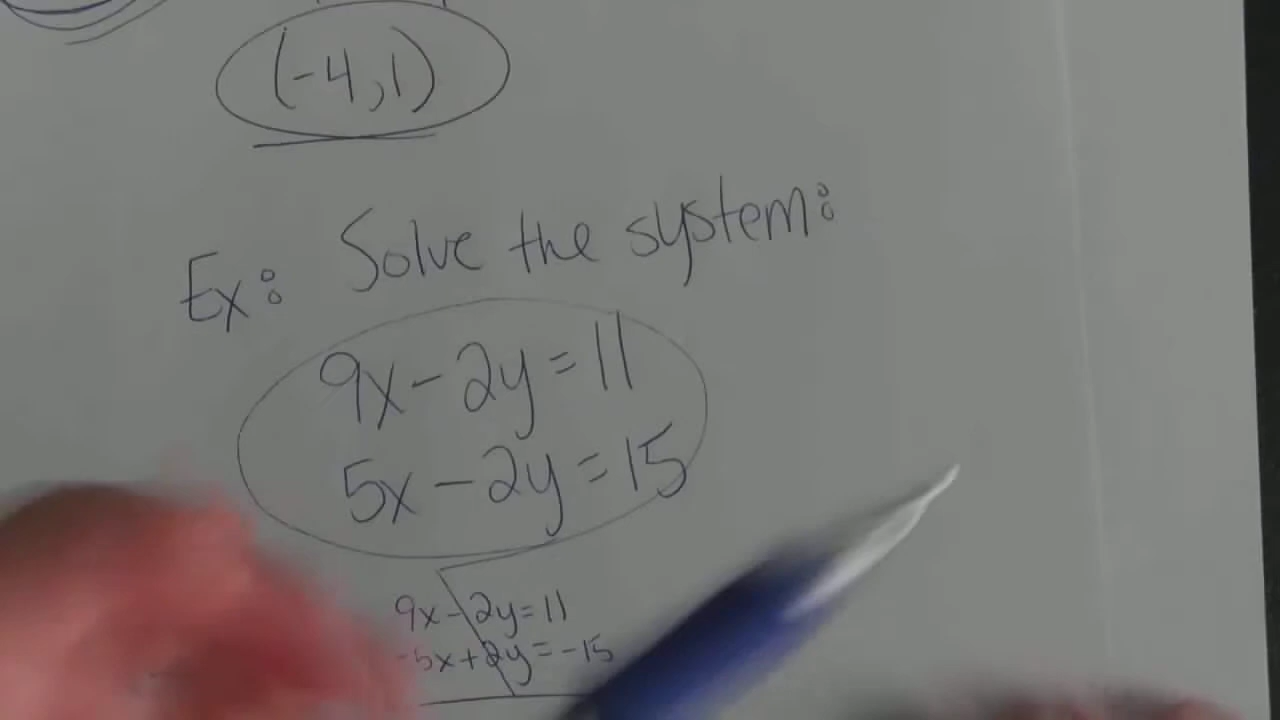 (-4,1)
Ex: Solve the system:
9x-2y=11
5x-2y=15
9x-2y=11
-5x+2y=-15